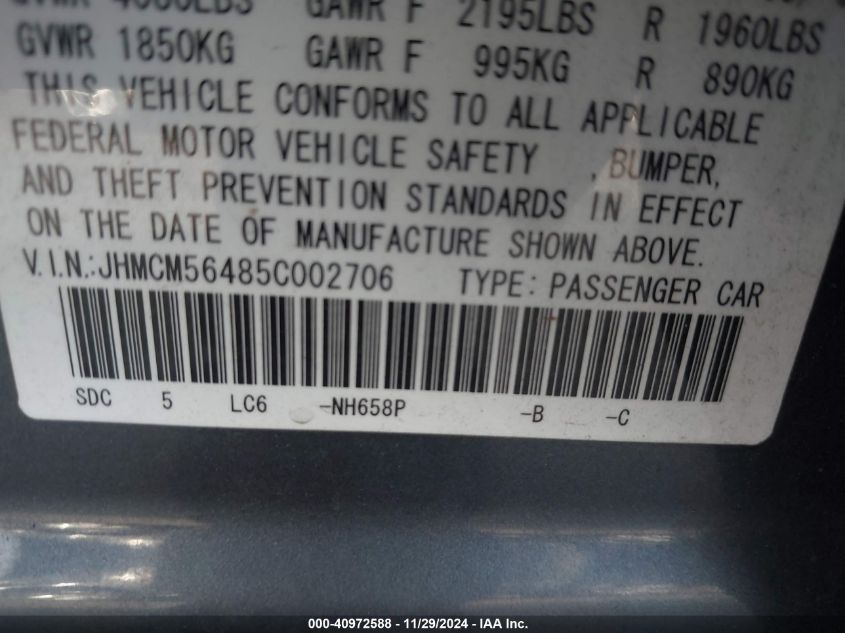 GAWR F 2195LBS R 1960LBS
GVWR 1850KG GAWR F 995KG R 890KG
THIS VEHICLE CONFORMS TO ALL APPLICABLE
FEDERAL MOTOR VEHICLE SAFETY , BUMPER,
AND THEFT PREVENTION STANDARDS IN EFFECT
ON THE DATE OF MANUFACTURE SHOWN ABOVE.
V.I.N.:JHMCM56485C002706 TYPE:PASSENGER CAR
SDC 5 LC6 -NH658P -B -C
000-40972588 - 11/29/2024 - IAA Inc.